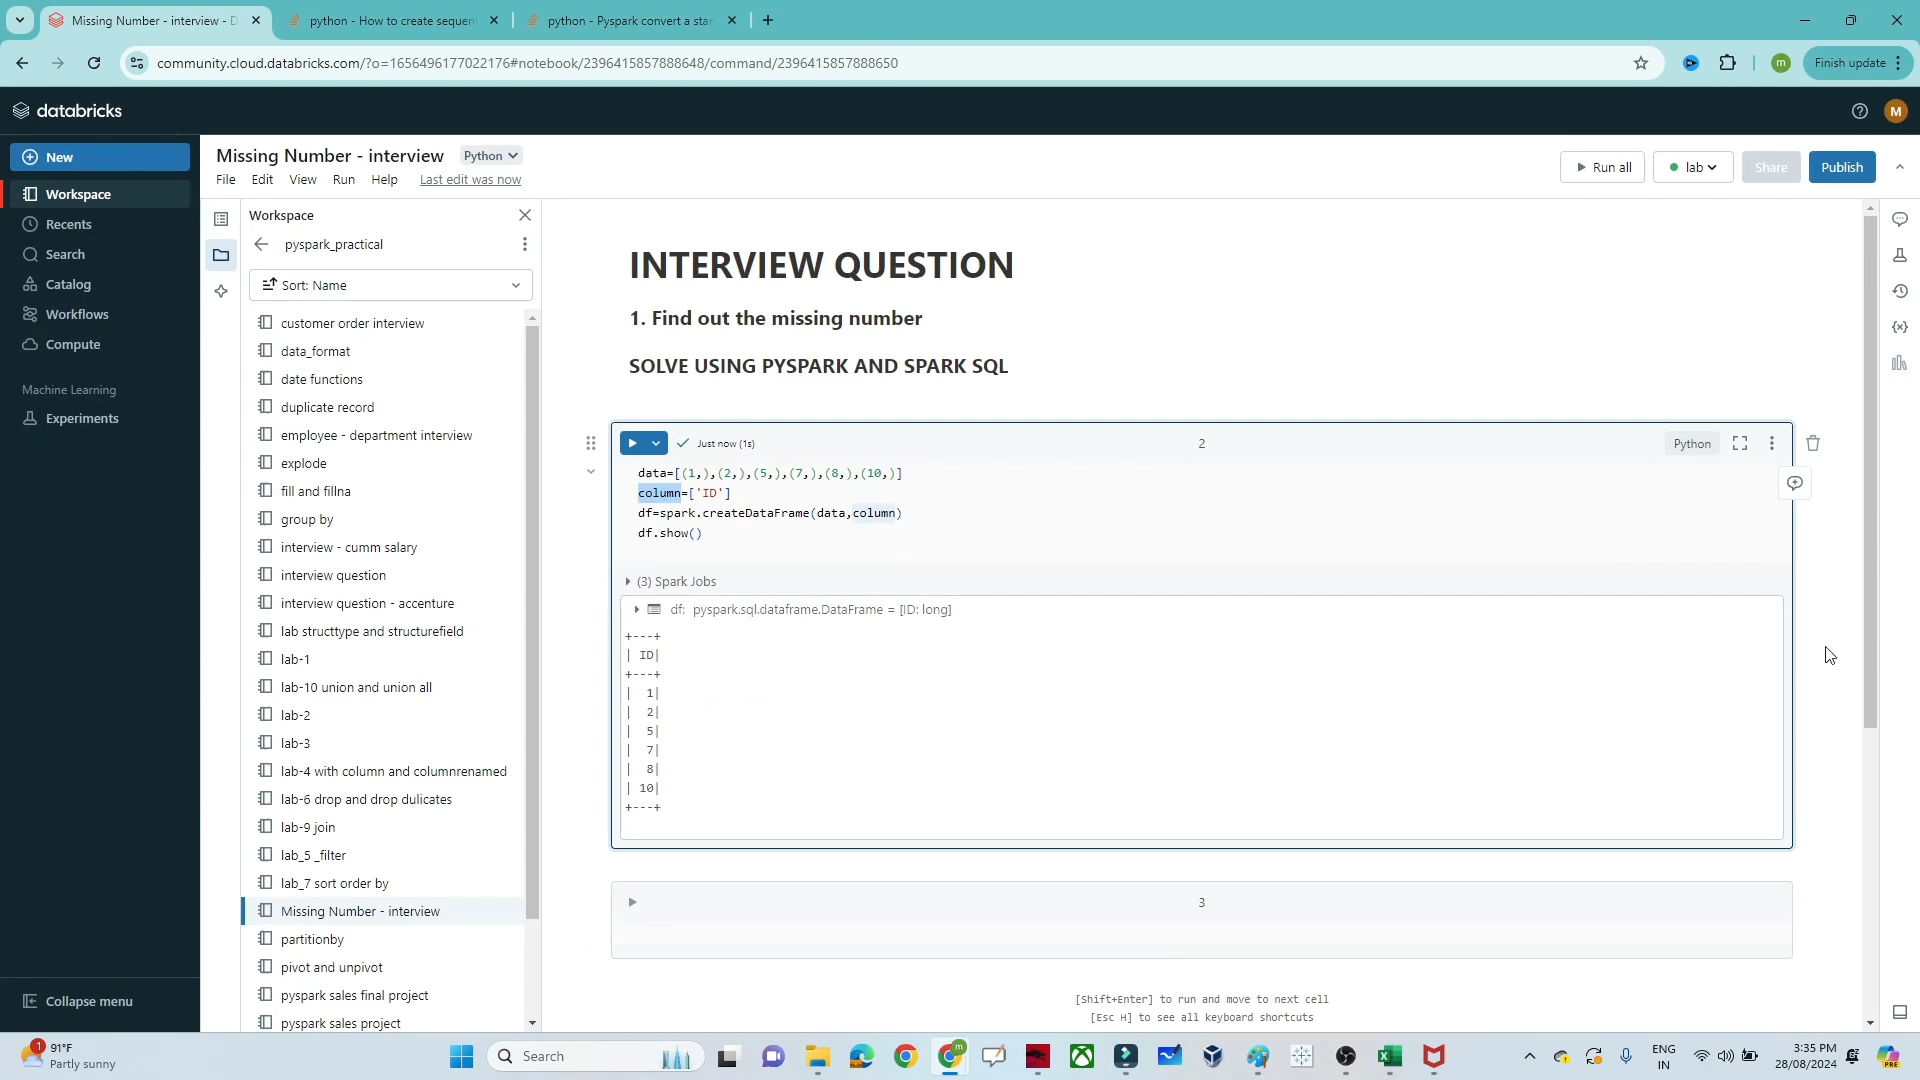 Missing Number - interview - D
python - How to create sequen
python - Pyspark convert a sta
community.cloud.databricks.com/?o=1656496177022176#notebook/2396415857888648/command/2396415857888650
m
Finish update
databricks
M
New
Workspace
Recents
Search
Catalog
Workflows
Compute
Machine Learning
Experiments
Collapse menu
Missing Number - interview
Python
File Edit View Run Help Last edit was now
Run all
lab
Share
Publish
Workspace
pyspark_practical
Sort: Name
customer order interview
data_format
date functions
duplicate record
employee - department interview
explode
fill and fillna
group by
interview - cumm salary
interview question
interview question - accenture
lab structtype and structurefield
lab-1
lab-10 union and union all
lab-2
lab-3
lab-4 with column and columnrenamed
lab-6 drop and drop dulicates
lab-9 join
lab_5 _filter
lab_7 sort order by
Missing Number - interview
partitionby
pivot and unpivot
pyspark sales final project
pyspark sales project
INTERVIEW QUESTION
1. Find out the missing number
SOLVE USING PYSPARK AND SPARK SQL
Just now (1s)
2
Python
data=[(1,),(2,),(5,),(7,),(8,),(10,)]
column=['ID']
df=spark.createDataFrame(data,column)
df.show()
(3) Spark Jobs
df: pyspark.sql.dataframe.DataFrame = [ID: long]
+---+
| ID|
+---+
|  1|
|  2|
|  5|
|  7|
|  8|
| 10|
+---+
3
[Shift+Enter] to run and move to next cell
[Esc H] to see all keyboard shortcuts
1
91°F
Partly sunny
Search
m
ENG
IN
3:35 PM
28/08/2024
PRE